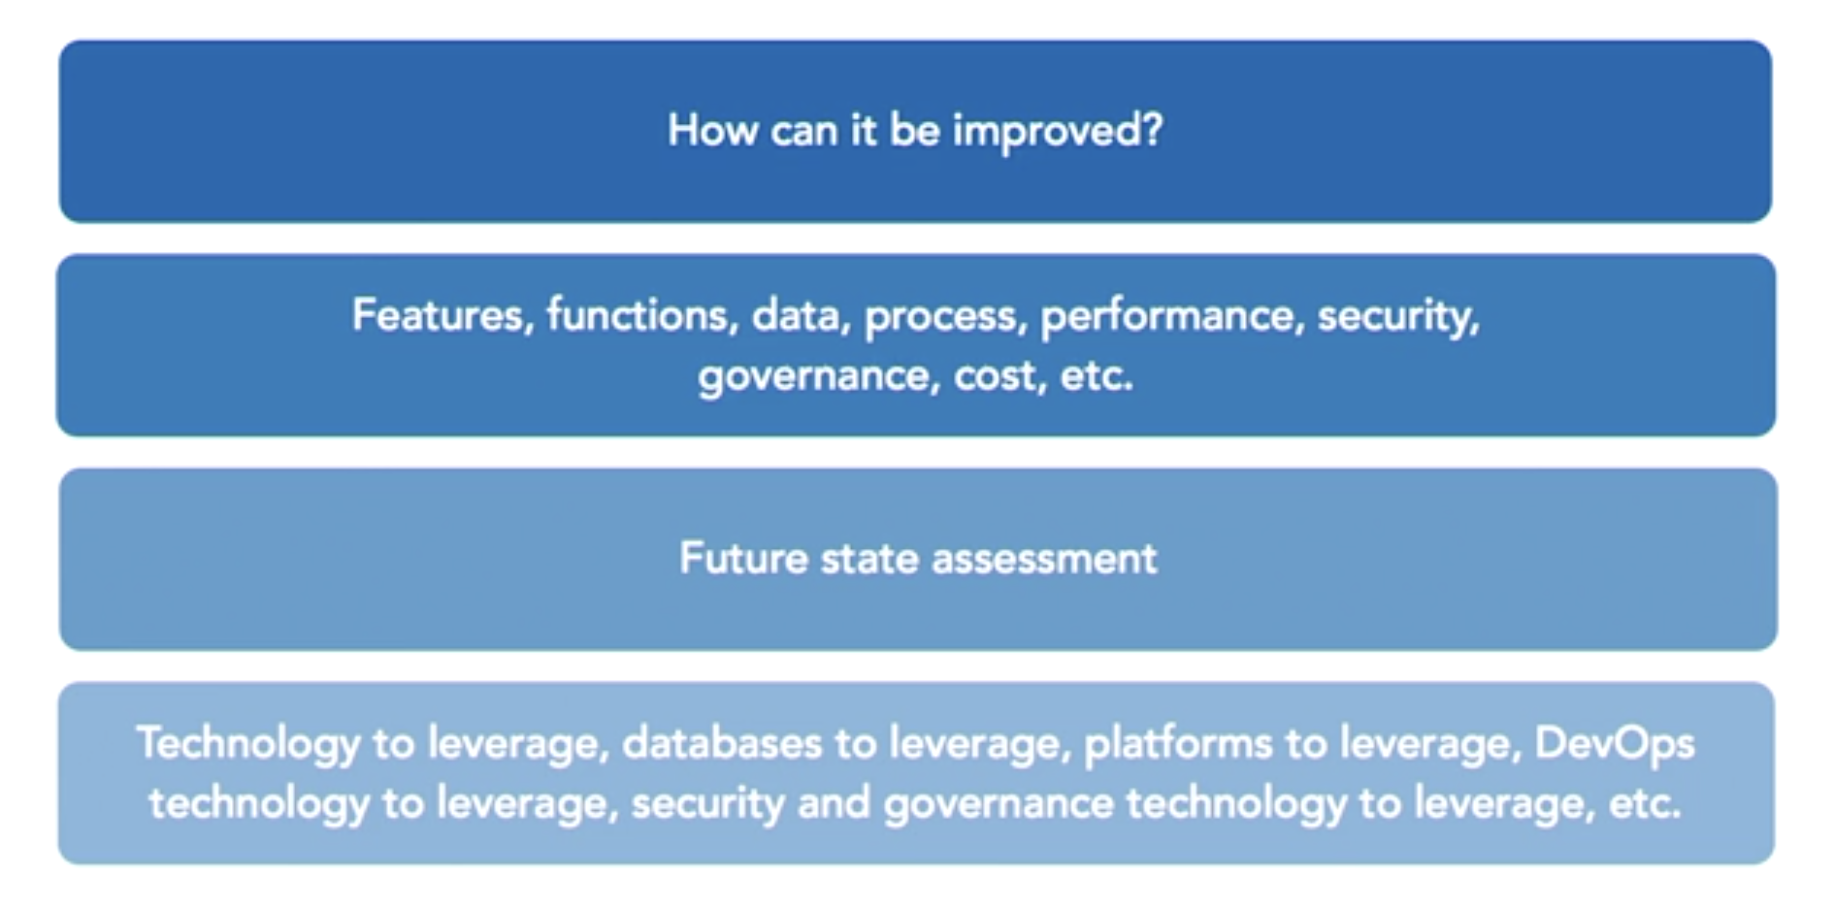 How can it be improved?
Features, functions, data, process, performance, security,
governance, cost, etc.
Future state assessment
Technology to leverage, databases to leverage, platforms to leverage, DevOps
technology to leverage, security and governance technology to leverage, etc.